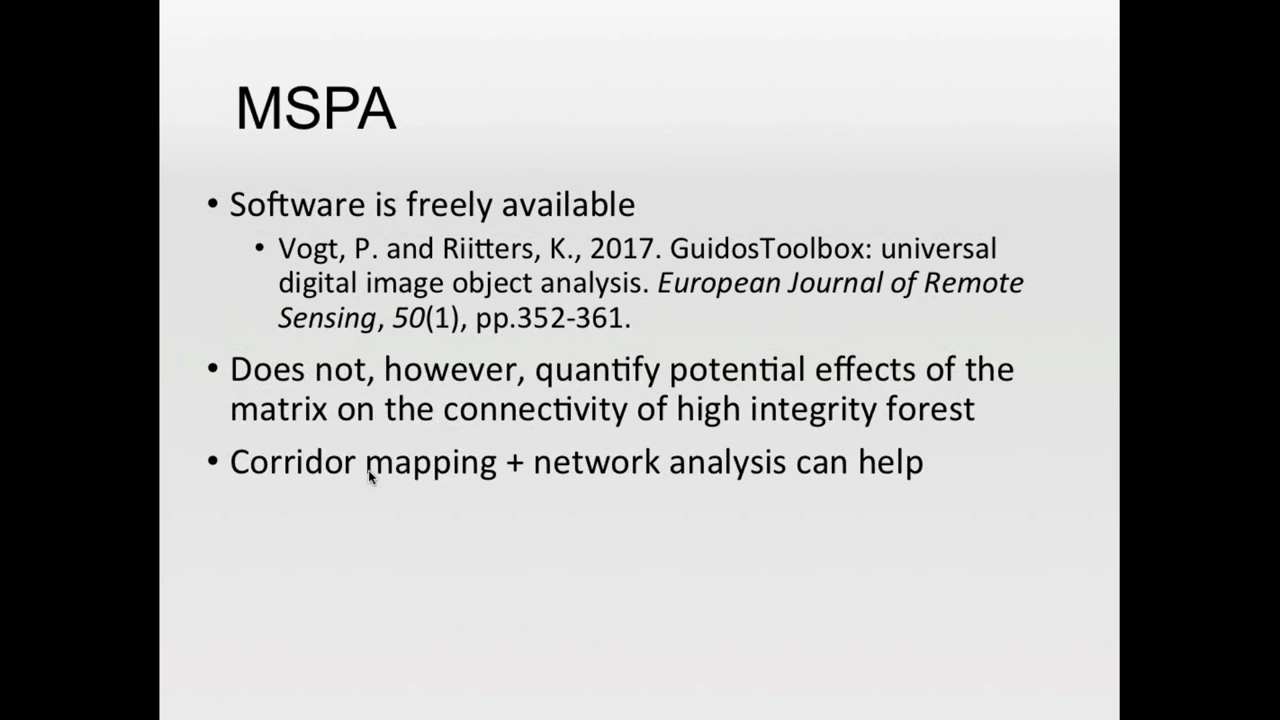 MSPA
• Software is freely available
• Vogt, P. and Riitters, K., 2017. GuidosToolbox: universal
digital image object analysis. European Journal of Remote
Sensing, 50(1), pp.352-361.
• Does not, however, quantify potential effects of the
matrix on the connectivity of high integrity forest
• Corridor mapping + network analysis can help